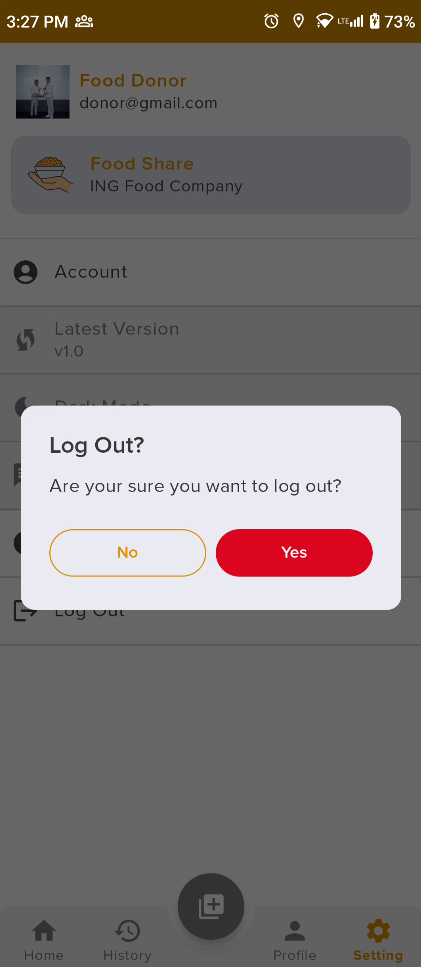 3:27 PM LTE 73%
Food Donor
donor@gmail.com
Food Share
ING Food Company
Account
Latest Version
v1.0
Dark Mode
Log Out?
Are your sure you want to log out?
No Yes
Log Out
Home History Profile Setting